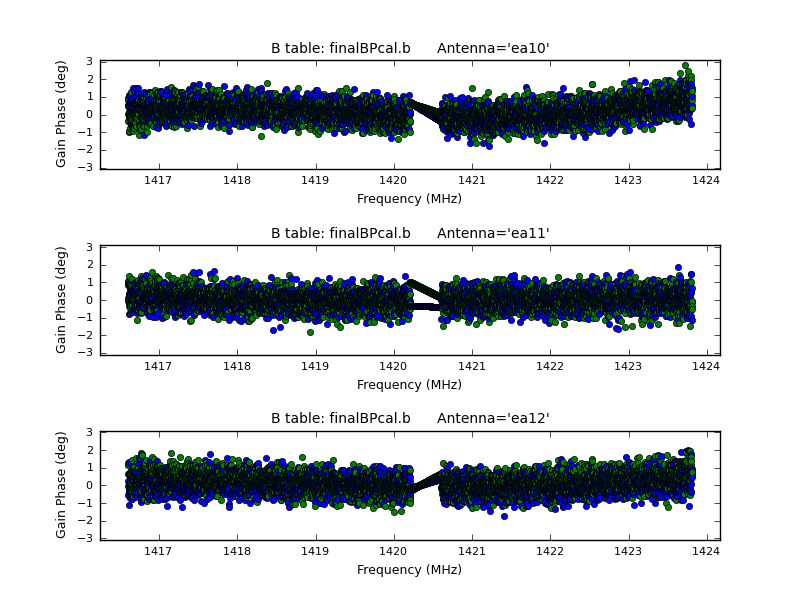 B table: finalBPcal.b Antenna='ea10'
Gain Phase (deg)
3
2
1
0
−1
−2
−3
1417 1418 1419 1420 1421 1422 1423 1424
Frequency (MHz)
B table: finalBPcal.b Antenna='ea11'
Gain Phase (deg)
3
2
1
0
−1
−2
−3
1417 1418 1419 1420 1421 1422 1423 1424
Frequency (MHz)
B table: finalBPcal.b Antenna='ea12'
Gain Phase (deg)
3
2
1
0
−1
−2
−3
1417 1418 1419 1420 1421 1422 1423 1424
Frequency (MHz)